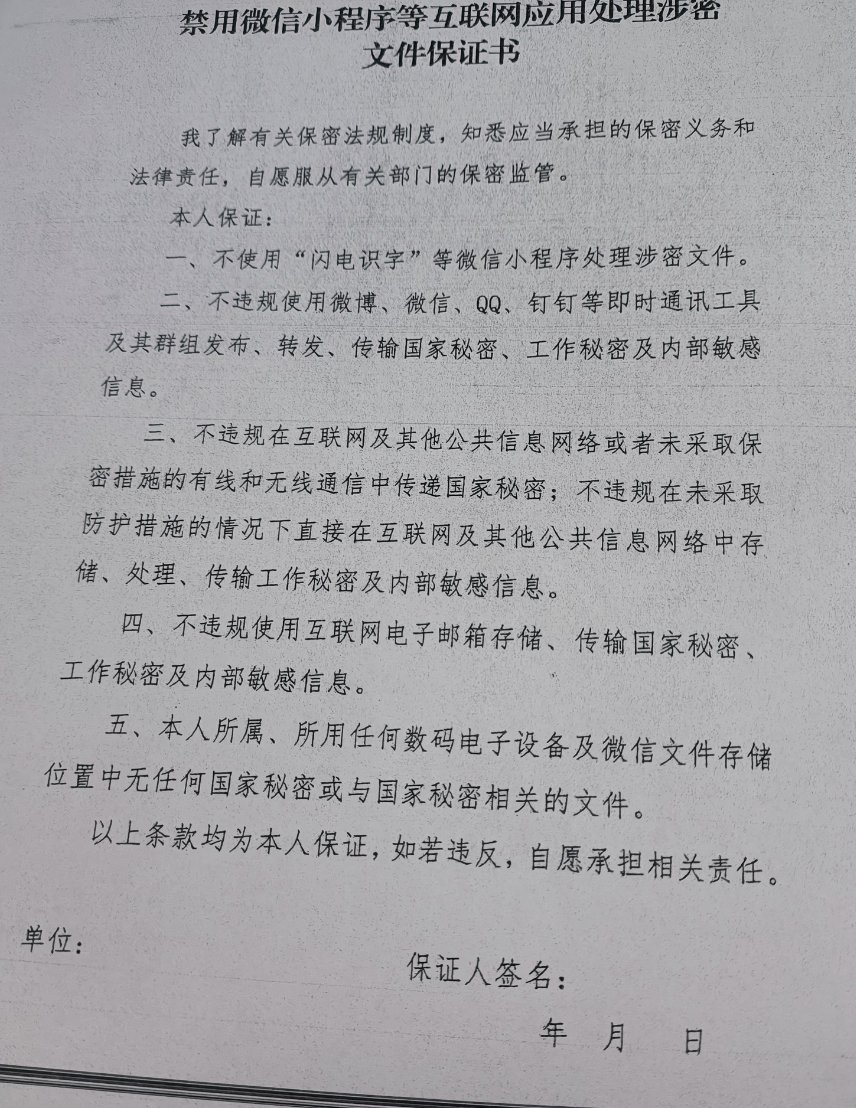 禁用微信小程序等互联网应用处理涉密
文件保证书
我了解有关保密法规制度，知悉应当承担的保密义务和
法律责任，自愿服从有关部门的保密监管。
本人保证：
一、不使用“闪电识字”等微信小程序处理涉密文件。
二、不违规使用微博、微信、QQ、钉钉等即时通讯工具
及其群组发布、转发、传输国家秘密、工作秘密及内部敏感
信息。
三、不违规在互联网及其他公共信息网络或者未采取保
密措施的有线和无线通信中传递国家秘密；不违规在未采取
防护措施的情况下直接在互联网及其他公共信息网络中存
储、处理、传输工作秘密及内部敏感信息。
四、不违规使用互联网电子邮箱存储、传输国家秘密、
工作秘密及内部敏感信息。
五、本人所属、所用任何数码电子设备及微信文件存储
位置中无任何国家秘密或与国家秘密相关的文件。
以上条款均为本人保证，如若违反，自愿承担相关责任。
单位：
保证人签名：
年 月 日